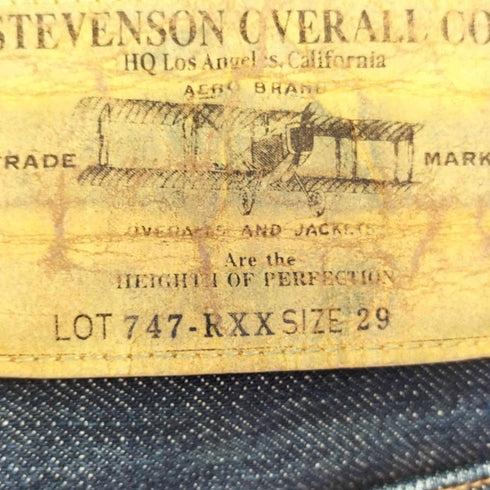 STEVENSON OVERALL CO
HQ Los Angeles, California
AERO BRAND
TRADE MARK
OVERALLS AND JACKETS
Are the
HEIGHT OF PERFECTION
LOT 747-RXX SIZE 29